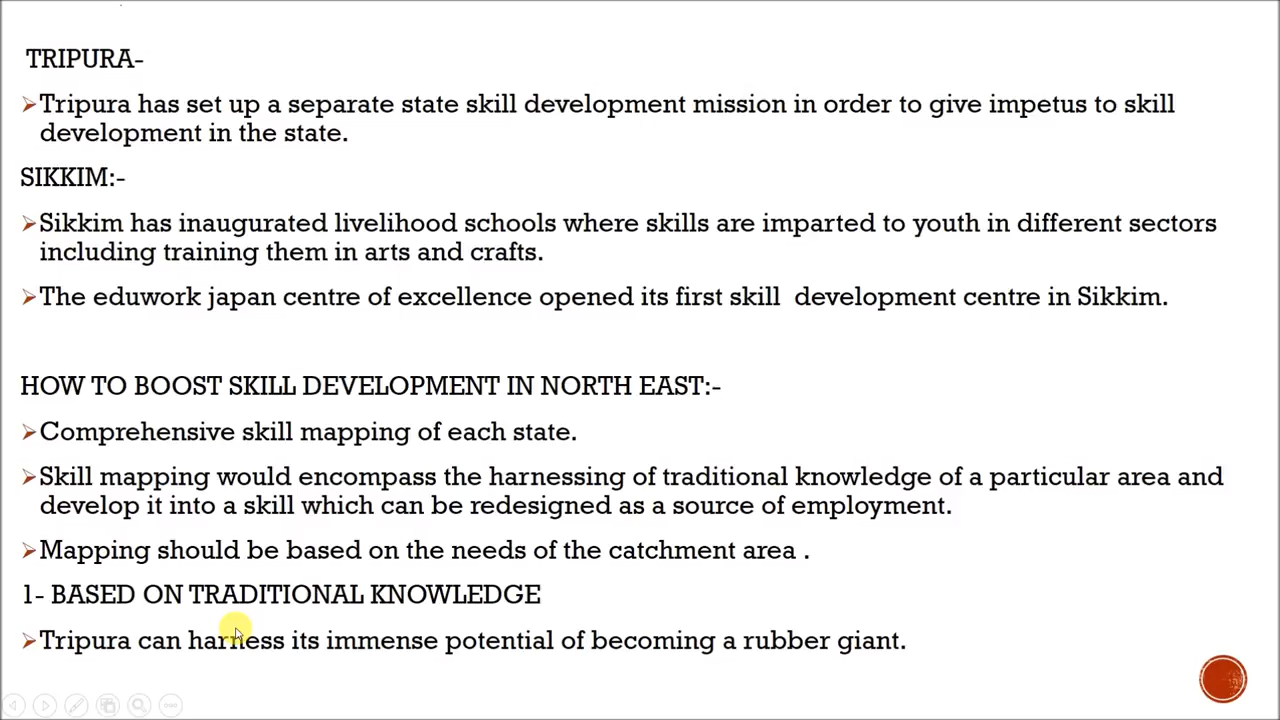 TRIPURA-
➢Tripura has set up a separate state skill development mission in order to give impetus to skill
development in the state.
SIKKIM:-
➢Sikkim has inaugurated livelihood schools where skills are imparted to youth in different sectors
including training them in arts and crafts.
➢The eduwork japan centre of excellence opened its first skill development centre in Sikkim.
HOW TO BOOST SKILL DEVELOPMENT IN NORTH EAST:-
➢Comprehensive skill mapping of each state.
➢Skill mapping would encompass the harnessing of traditional knowledge of a particular area and
develop it into a skill which can be redesigned as a source of employment.
➢Mapping should be based on the needs of the catchment area .
1- BASED ON TRADITIONAL KNOWLEDGE
➢Tripura can harness its immense potential of becoming a rubber giant.